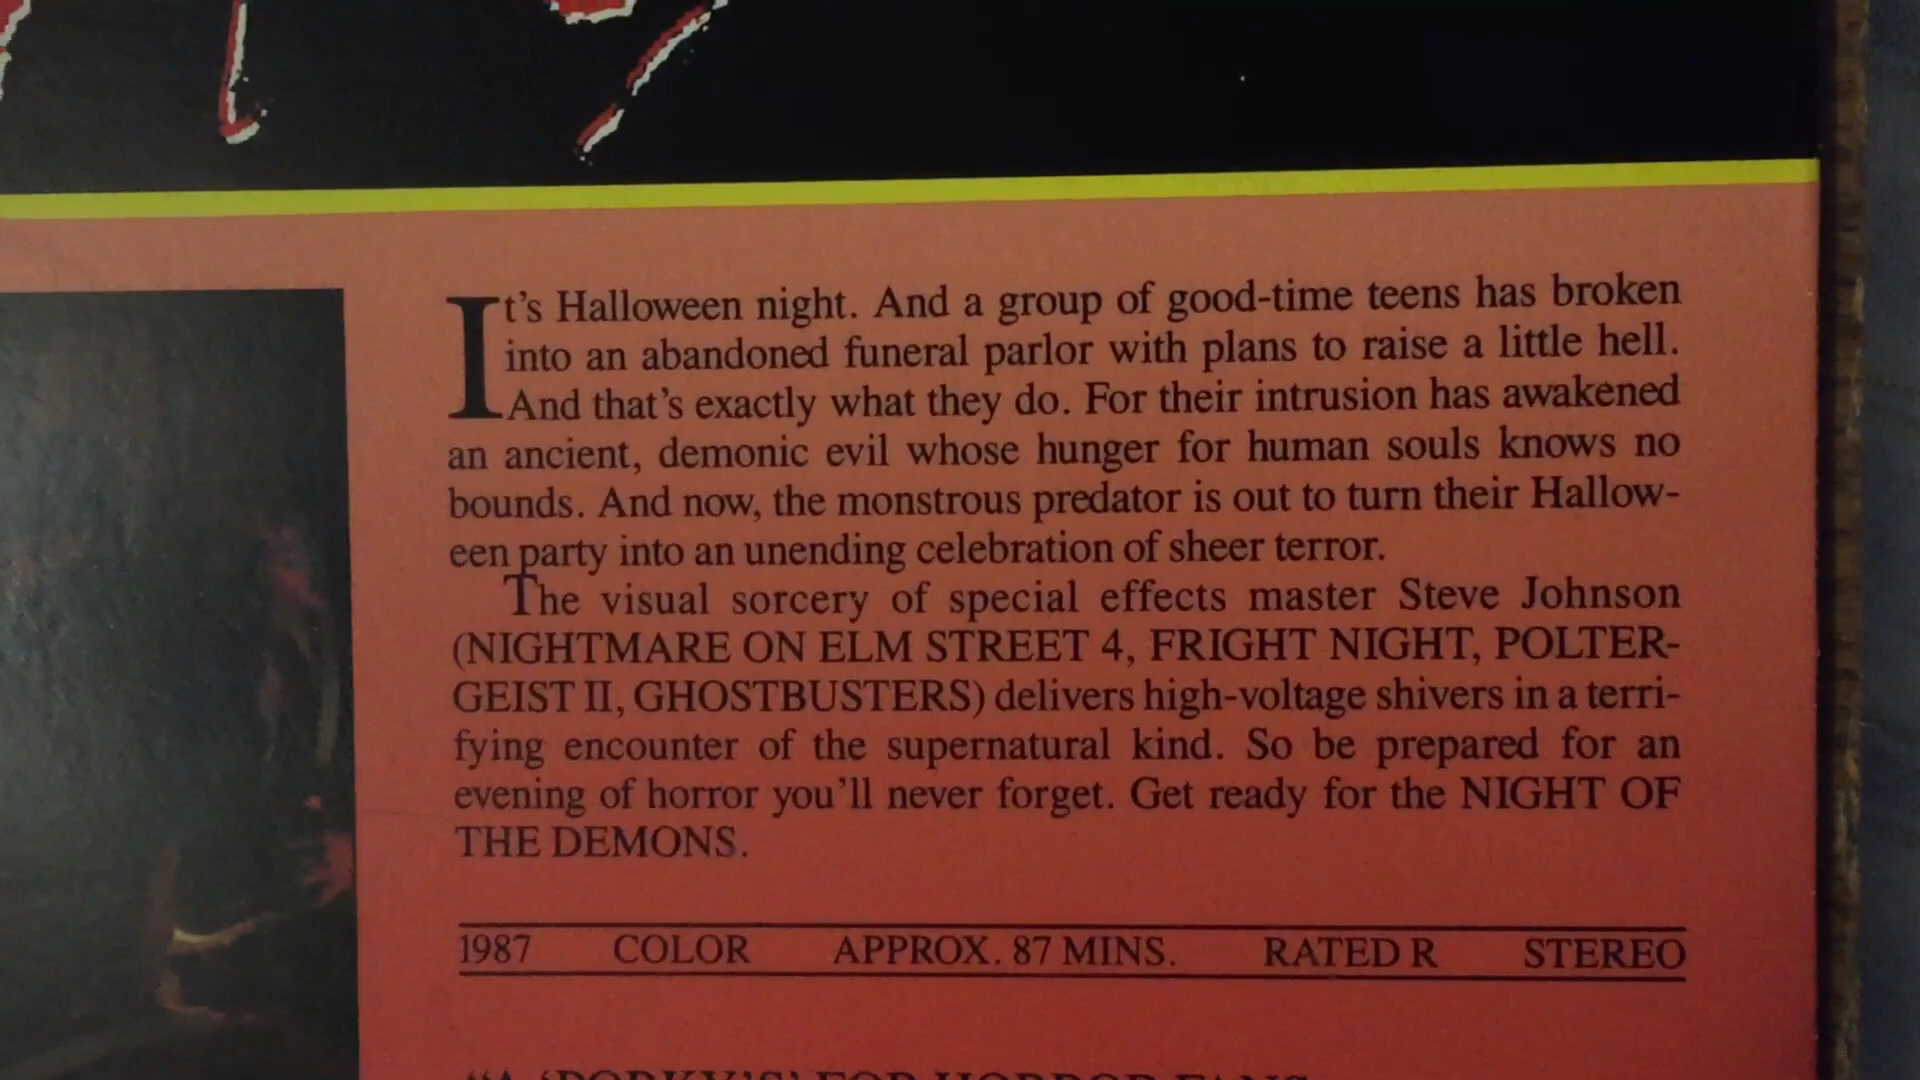 It's Halloween night. And a group of good-time teens has broken
into an abandoned funeral parlor with plans to raise a little hell.
And that's exactly what they do. For their intrusion has awakened
an ancient, demonic evil whose hunger for human souls knows no
bounds. And now, the monstrous predator is out to turn their Hallow-
een party into an unending celebration of sheer terror.
The visual sorcery of special effects master Steve Johnson
(NIGHTMARE ON ELM STREET 4, FRIGHT NIGHT, POLTER-
GEIST II, GHOSTBUSTERS) delivers high-voltage shivers in a terri-
fying encounter of the supernatural kind. So be prepared for an
evening of horror you'll never forget. Get ready for the NIGHT OF
THE DEMONS.
1987 COLOR APPROX. 87 MINS. RATED R STEREO
"A 'PORKY'S' FOR HORROR FANS